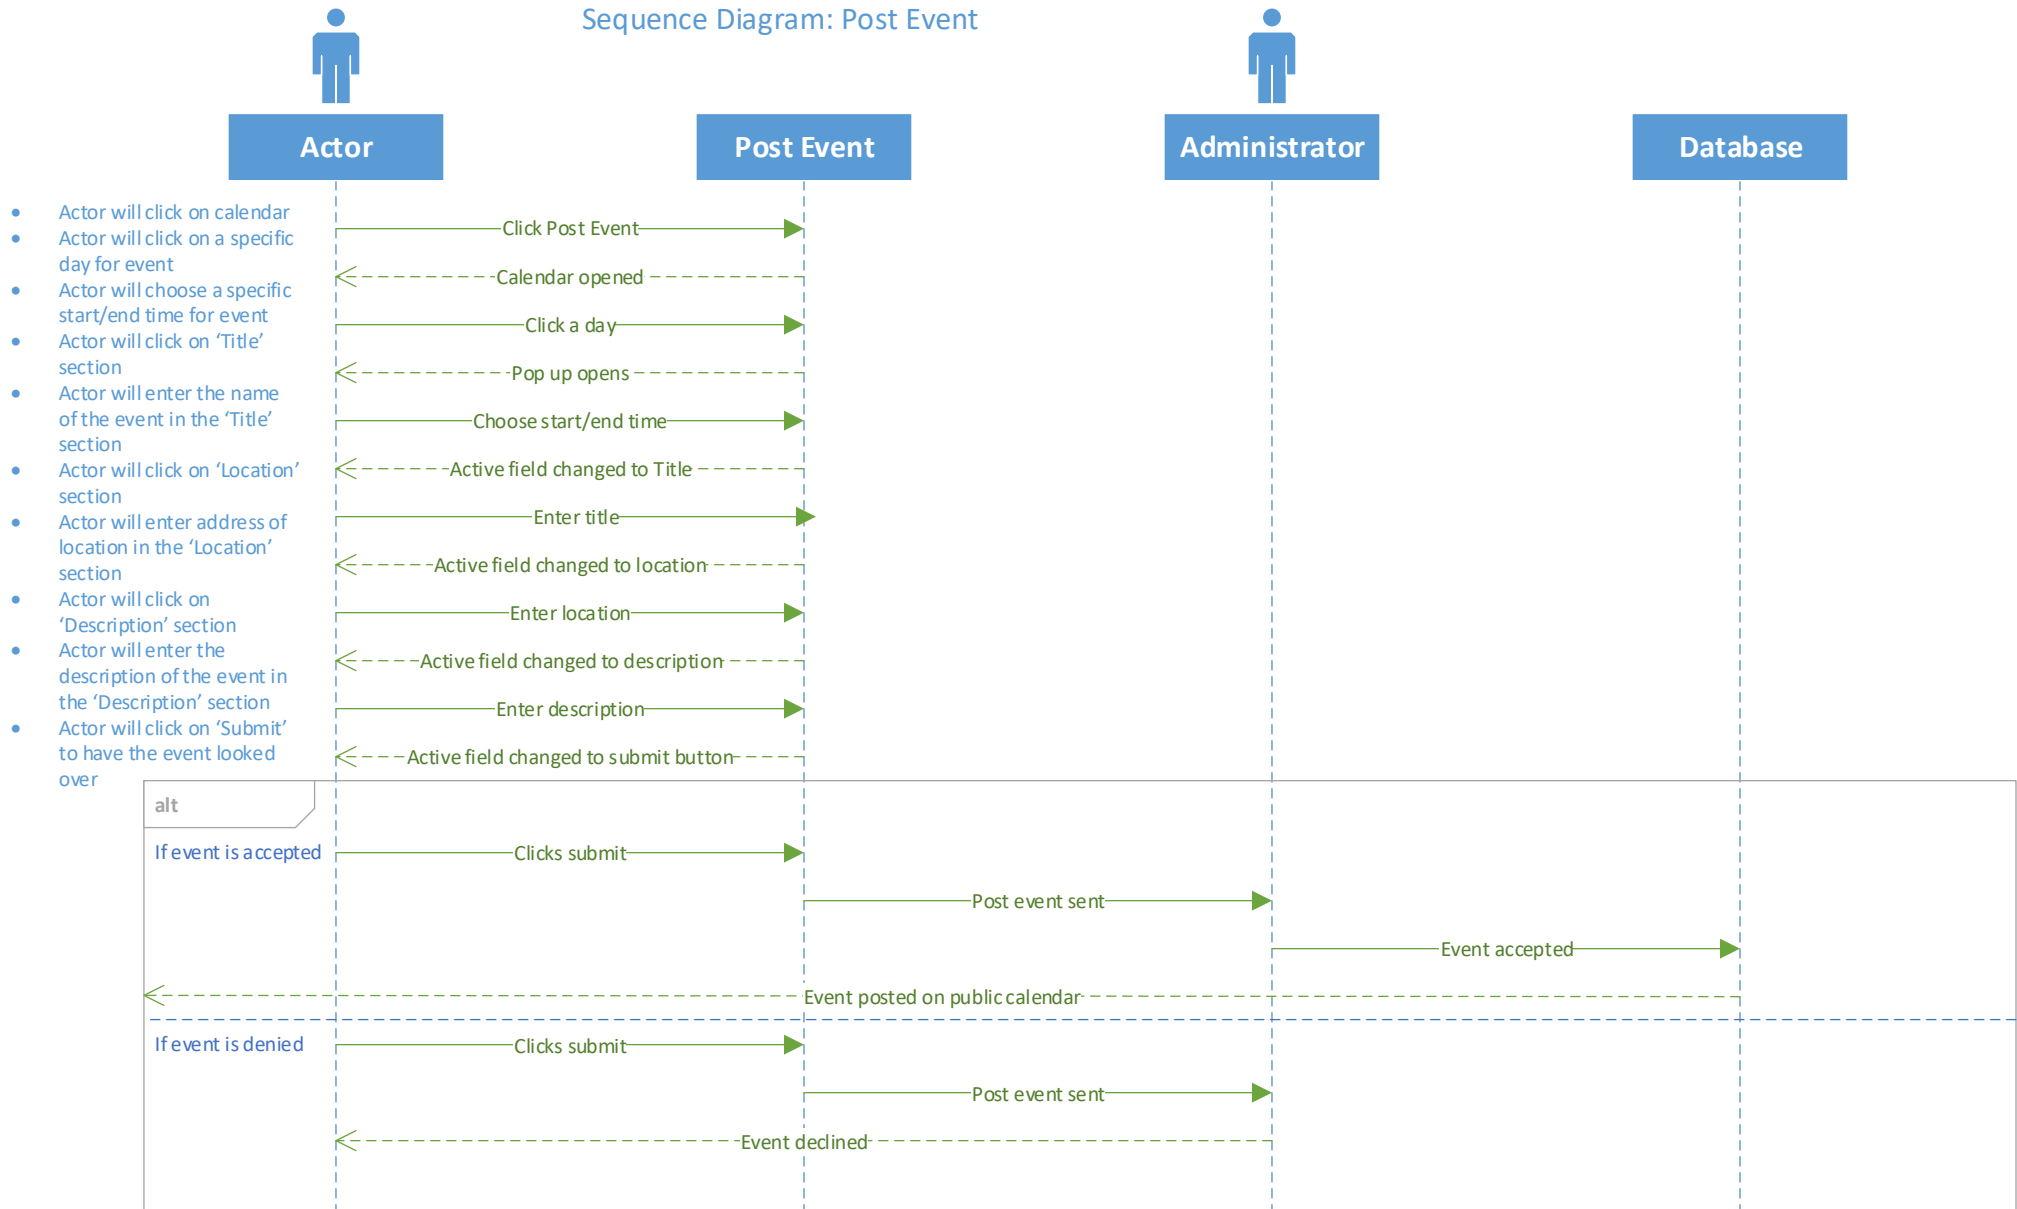 Sequence Diagram: Post Event
Actor
Post Event
Administrator
Database
• Actor will click on calendar
• Actor will click on a specific
day for event
• Actor will choose a specific
start/end time for event
• Actor will click on ‘Title’
section
• Actor will enter the name
of the event in the ‘Title’
section
• Actor will click on ‘Location’
section
• Actor will enter address of
location in the ‘Location’
section
• Actor will click on
‘Description’ section
• Actor will enter the
description of the event in
the ‘Description’ section
• Actor will click on ‘Submit’
to have the event looked
over
Click Post Event
Calendar opened
Click a day
Pop up opens
Choose start/end time
Active field changed to Title
Enter title
Active field changed to location
Enter location
Active field changed to description
Enter description
Active field changed to submit button
alt
If event is accepted
Clicks submit
Post event sent
Event accepted
Event posted on public calendar
If event is denied
Clicks submit
Post event sent
Event declined